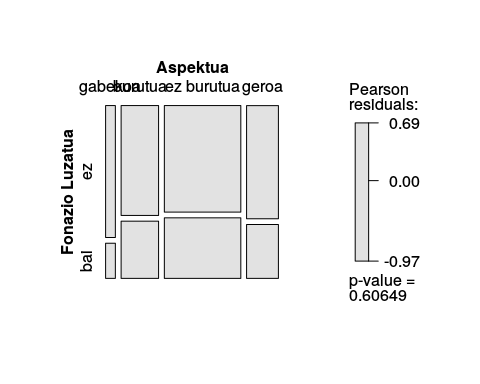 Aspektua
burutua ez burutua geroa
Fonazio Luzatua
ez
bal
Pearson
residuals:
0.69
0.00
-0.97
p-value =
0.60649